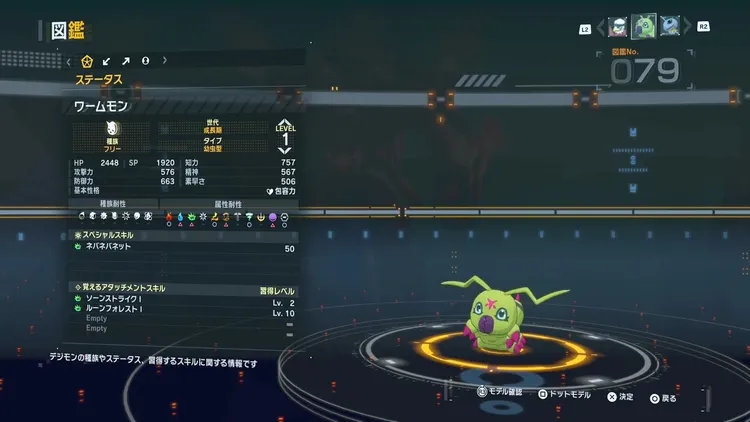 図鑑
L2
R2
図鑑No.
079
ステータス
ワームモン
種族
フリー
世代
成長期
タイプ
幼虫型
LEVEL
1
HP 2448 SP 1920 知力 757
攻撃力 576 精神 567
防御力 663 素早さ 506
基本性格 包容力
種族耐性 属性耐性
スペシャルスキル
ネバネバネット 50
覚えるアタッチメントスキル 習得レベル
ソーンストライクⅠ Lv. 2
ルーンフォレストⅠ Lv. 10
Empty
Empty
デジモンの種族やステータス、習得するスキルに関する情報です
モデル確認 ドットモデル 決定 戻る